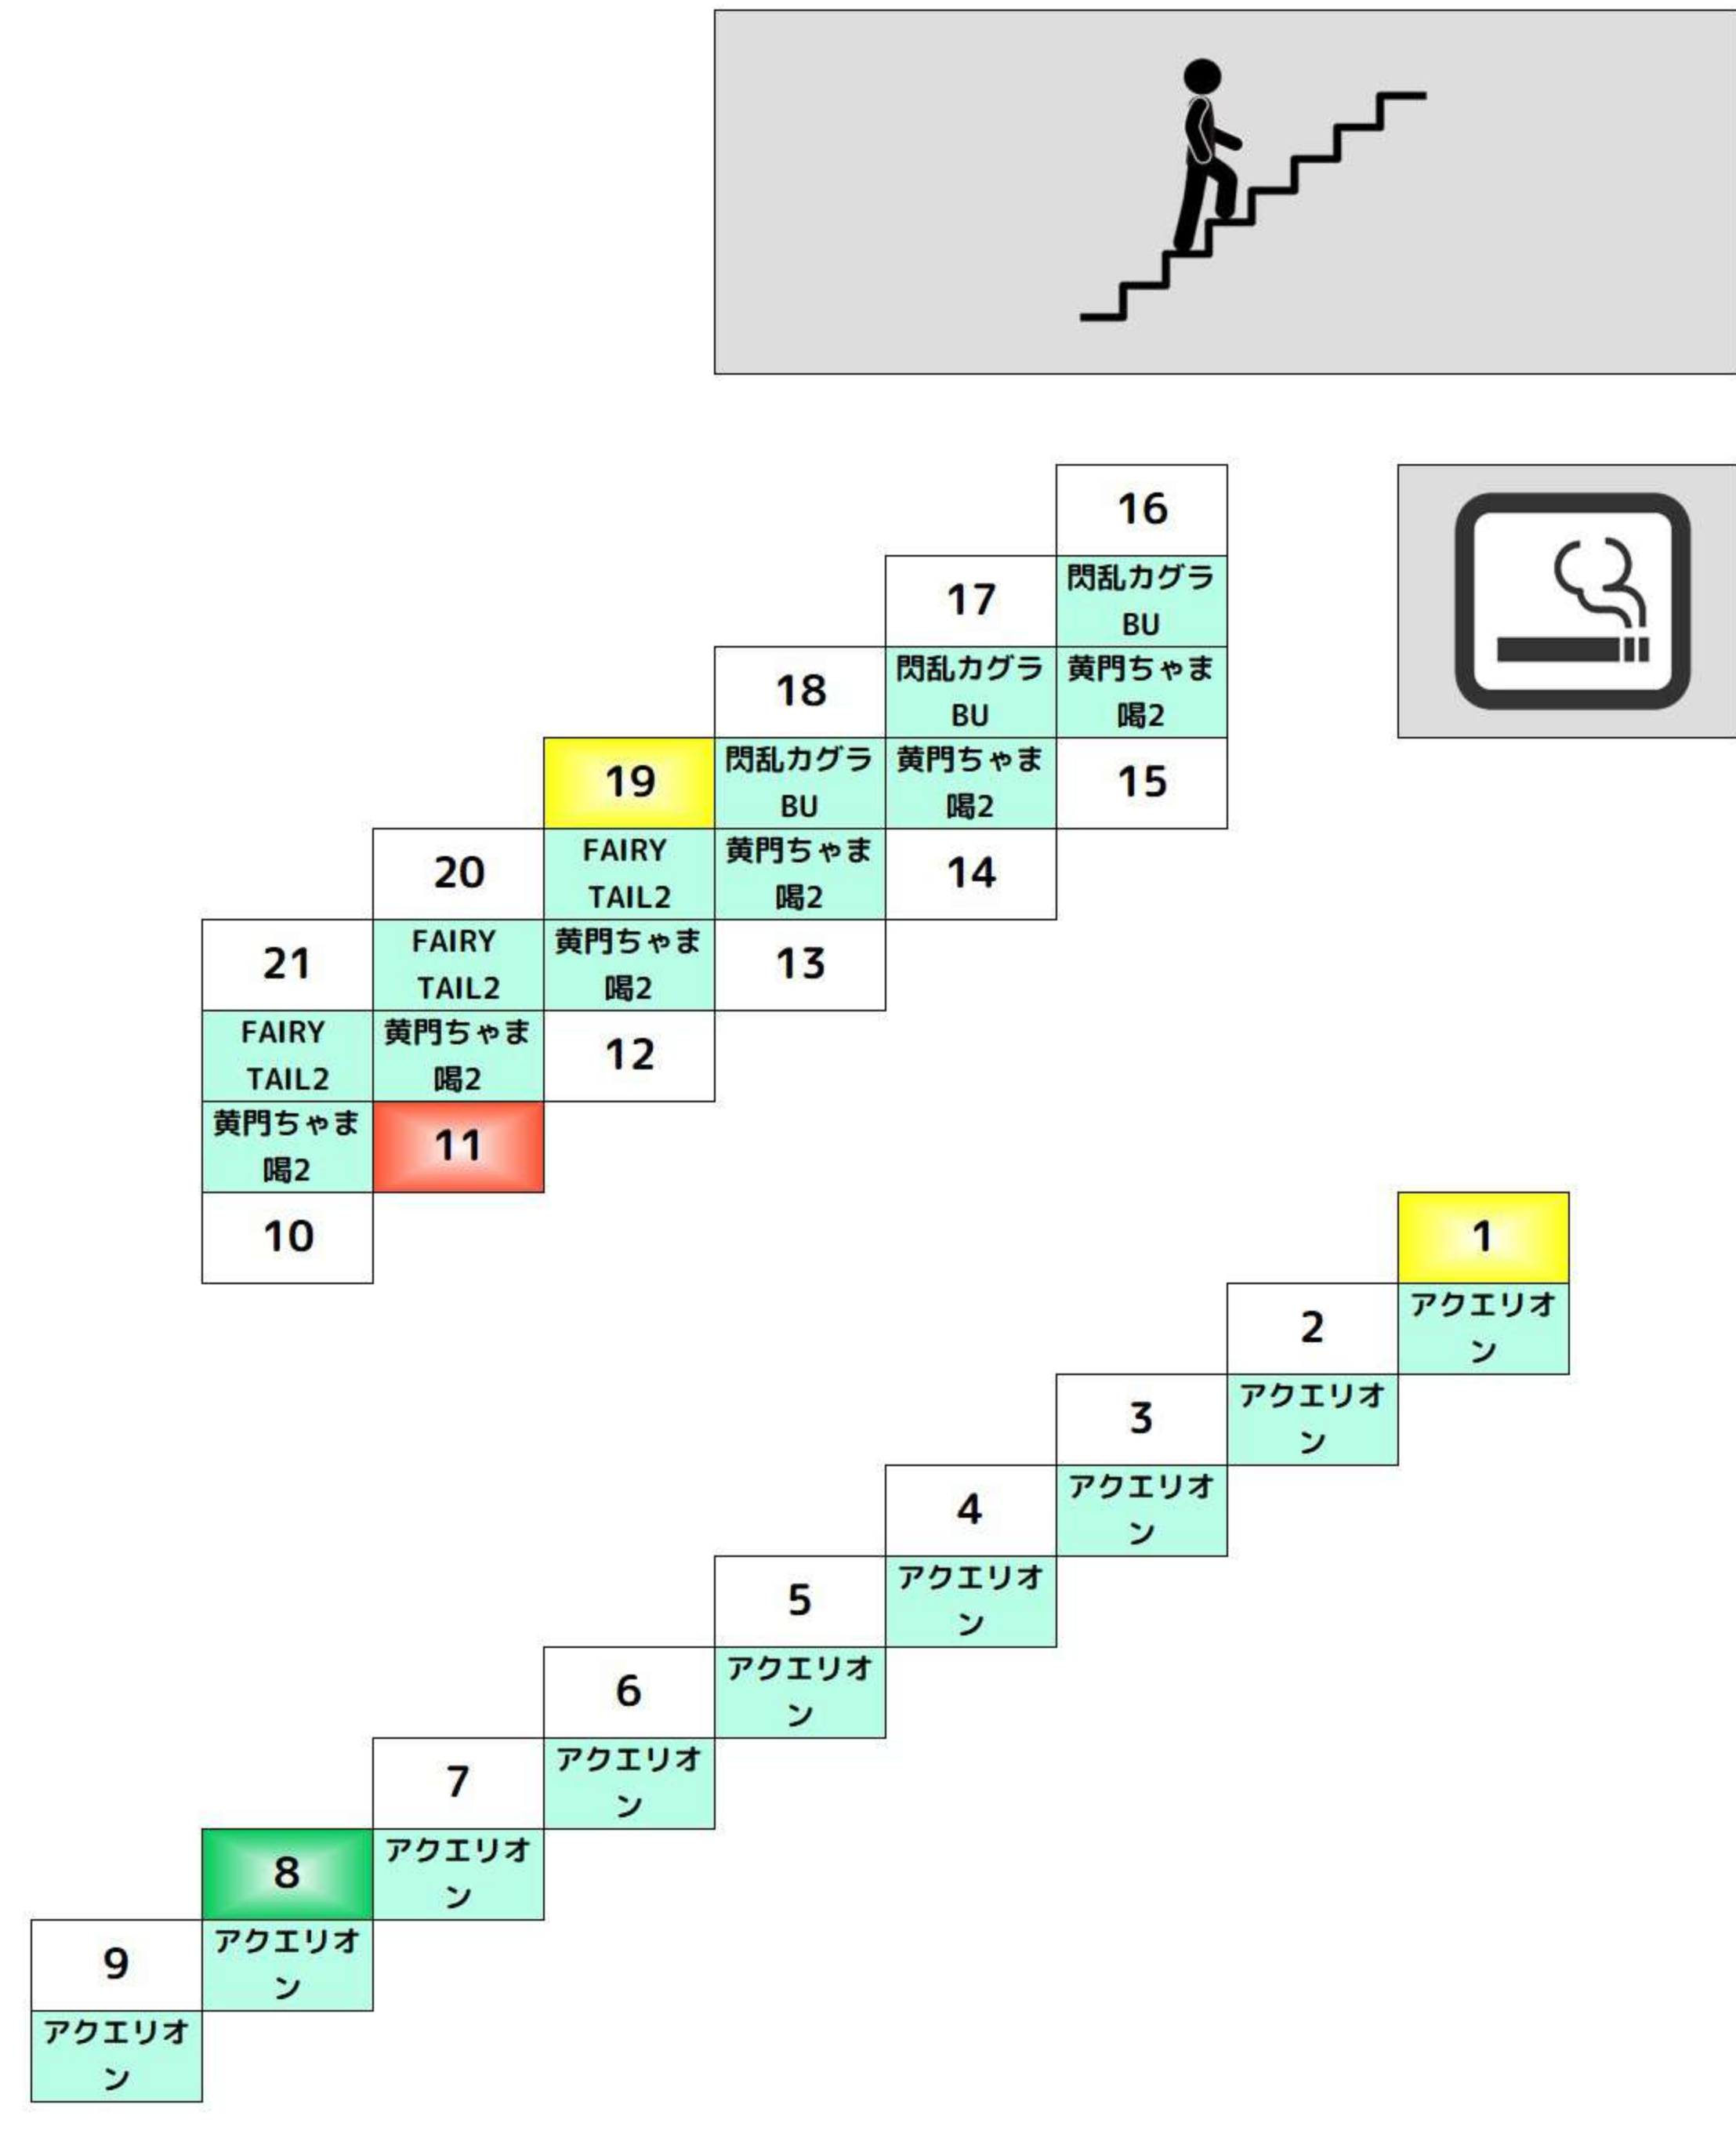 16
17
閃乱カグラ
BU
18
閃乱カグラ
BU
黄門ちゃま
喝2
19
閃乱カグラ
BU
黄門ちゃま
喝2
15
20
FAIRY
TAIL2
黄門ちゃま
喝2
14
21
FAIRY
TAIL2
黄門ちゃま
喝2
13
FAIRY
TAIL2
黄門ちゃま
喝2
12
黄門ちゃま
喝2
11
10
1
2
アクエリオ
ン
3
アクエリオ
ン
4
アクエリオ
ン
5
アクエリオ
ン
6
アクエリオ
ン
7
アクエリオ
ン
8
アクエリオ
ン
9
アクエリオ
ン
アクエリオ
ン